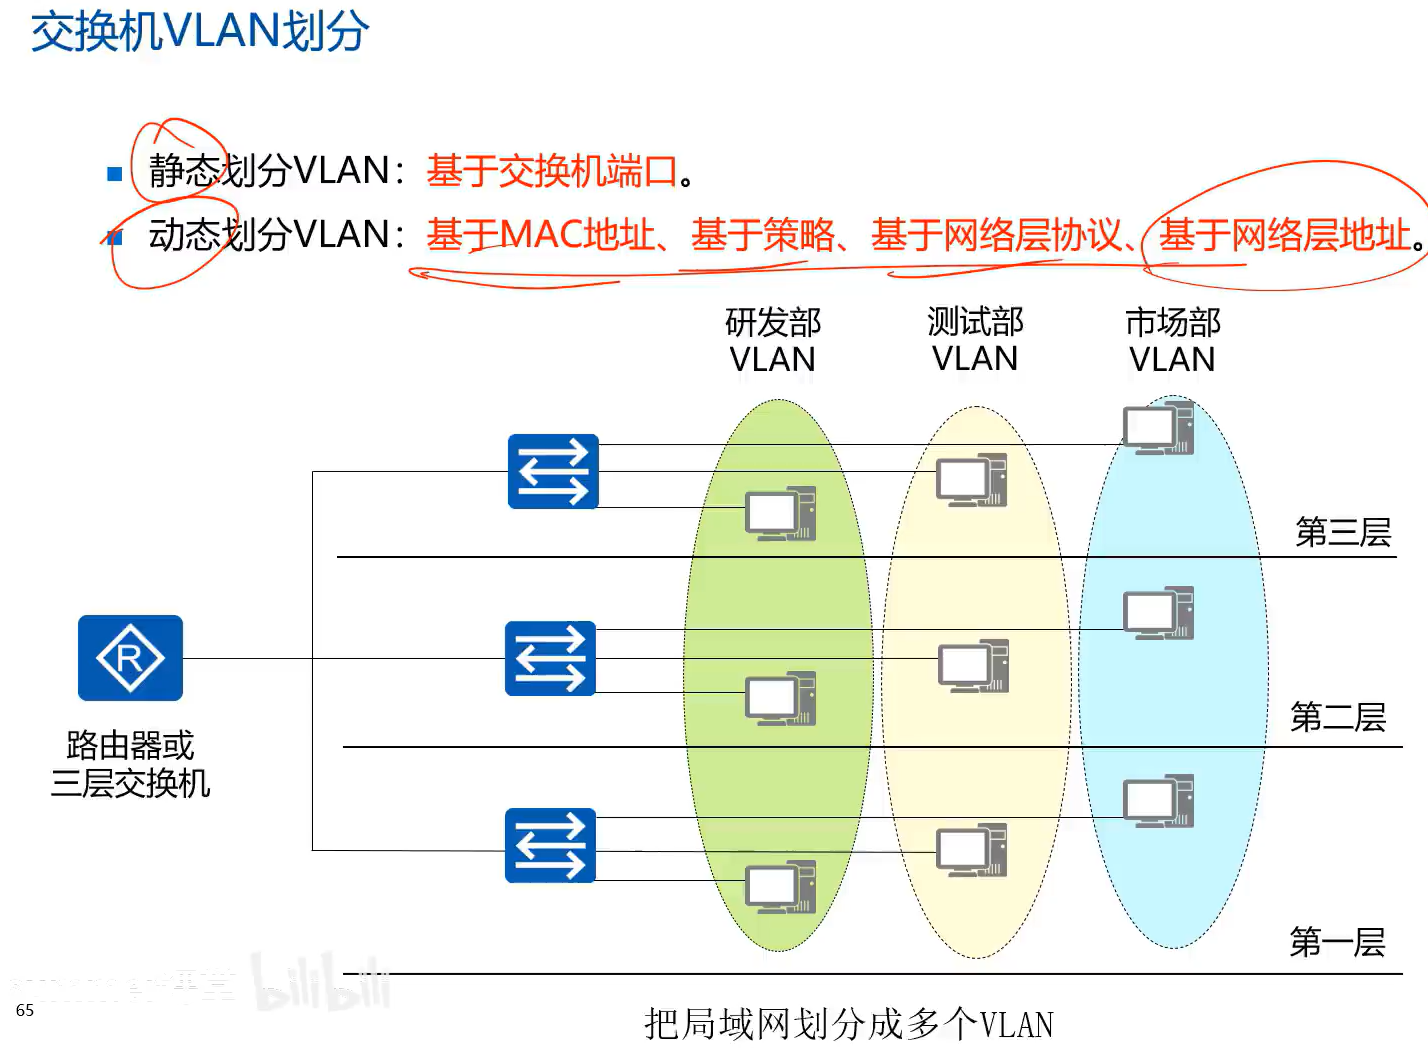 交换机VLAN划分
静态划分VLAN：基于交换机端口。
动态划分VLAN：基于MAC地址、基于策略、基于网络层协议、基于网络层地址。
研发部 测试部 市场部
VLAN VLAN VLAN
第三层
R
第二层
路由器或
三层交换机
第一层
bilibili
65
把局域网划分成多个VLAN